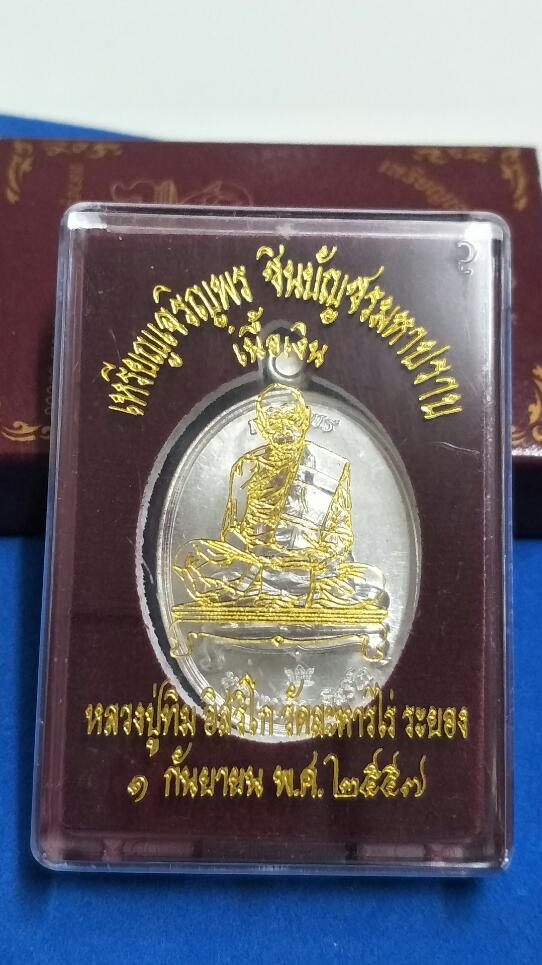 เหรียญเจริญพร ชินบัญชรมหาปราบ
เนื้อเงิน
หลวงปู่ทิม อิสริโก วัดละหารไร่ ระยอง
๑ กันยายน พ.ศ.๒๕๕๗